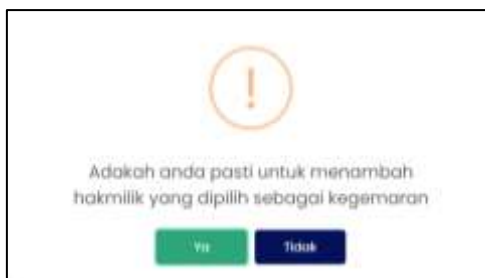 Adakah anda pasti untuk menambah
hakmilik yang dipilih sebagai kegemaran
Ya
Tidak